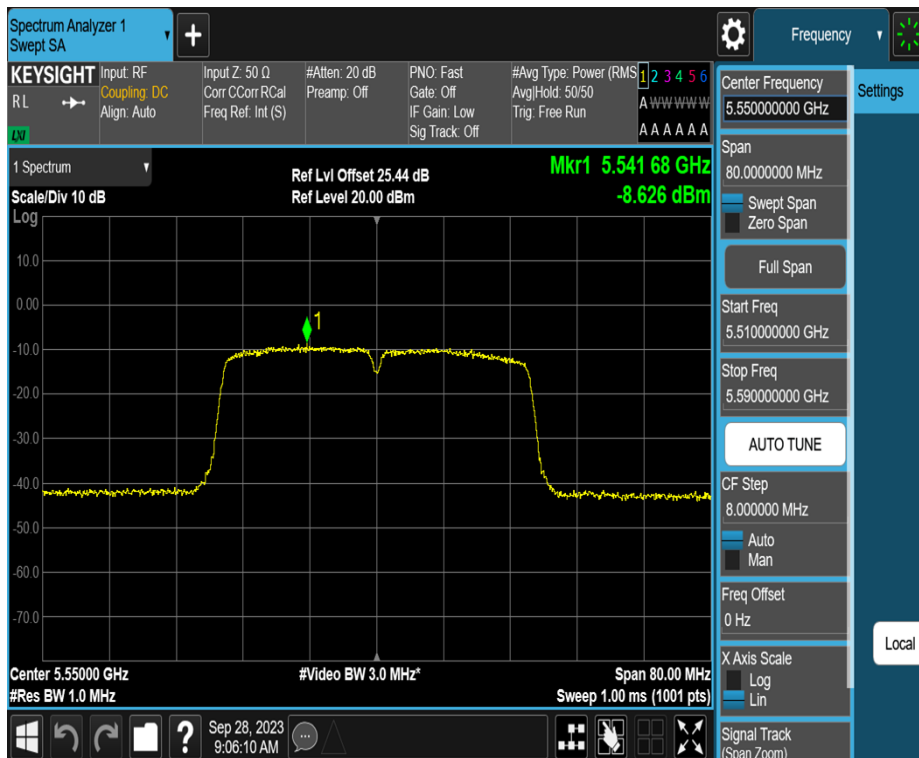 Spectrum Analyzer 1
Swept SA
+
Frequency
KEYSIGHT
R L
LXI
Input: RF
Coupling: DC
Align: Auto
Input Z: 50 Ω
Corr CCorr RCal
Freq Ref: Int (S)
#Atten: 20 dB
Preamp: Off
PNO: Fast
Gate: Off
IF Gain: Low
Sig Track: Off
#Avg Type: Power (RMS
Avg|Hold: 50/50
Trig: Free Run
1 2 3 4 5 6
A W W W W W
A A A A A A
1 Spectrum
Scale/Div 10 dB
Log
Ref Lvl Offset 25.44 dB
Ref Level 20.00 dBm
Mkr1 5.541 68 GHz
-8.626 dBm
1
10.0
0.00
-10.0
-20.0
-30.0
-40.0
-50.0
-60.0
-70.0
Center 5.55000 GHz
#Res BW 1.0 MHz
#Video BW 3.0 MHz*
Span 80.00 MHz
Sweep 1.00 ms (1001 pts)
?
Sep 28, 2023
9:06:10 AM
Center Frequency
5.550000000 GHz
Span
80.0000000 MHz
Swept Span
Zero Span
Full Span
Start Freq
5.510000000 GHz
Stop Freq
5.590000000 GHz
AUTO TUNE
CF Step
8.000000 MHz
Auto
Man
Freq Offset
0 Hz
X Axis Scale
Log
Lin
Signal Track
(Span Zoom)
Settings
Local